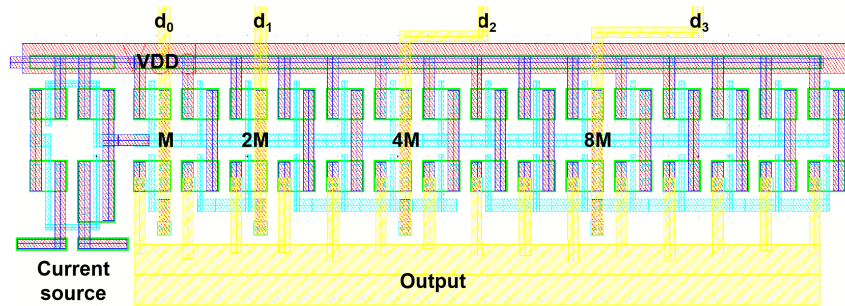 d₀ d₁ d₂ d₃
VDD
M 2M 4M 8M
Current
source
Output